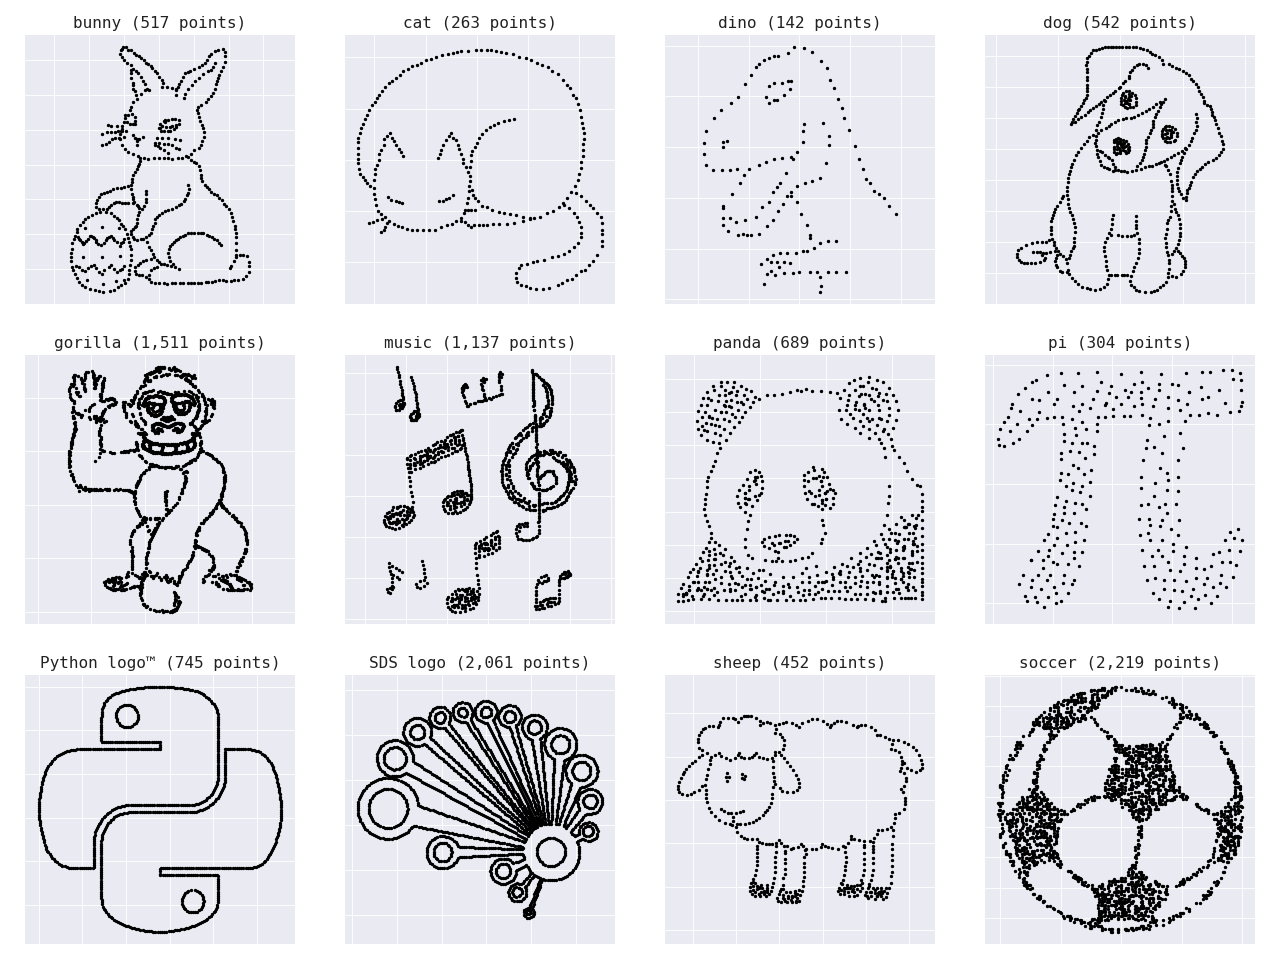 bunny (517 points)
cat (263 points)
dino (142 points)
dog (542 points)
gorilla (1,511 points)
music (1,137 points)
panda (689 points)
pi (304 points)
Python logo™ (745 points)
SDS logo (2,061 points)
sheep (452 points)
soccer (2,219 points)